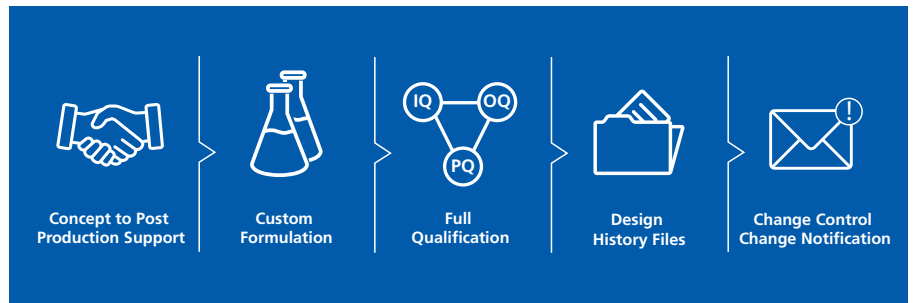 IQ
OQ
PQ
!
Concept to Post
Production Support
Custom
Formulation
Full
Qualification
Design
History Files
Change Control
Change Notification